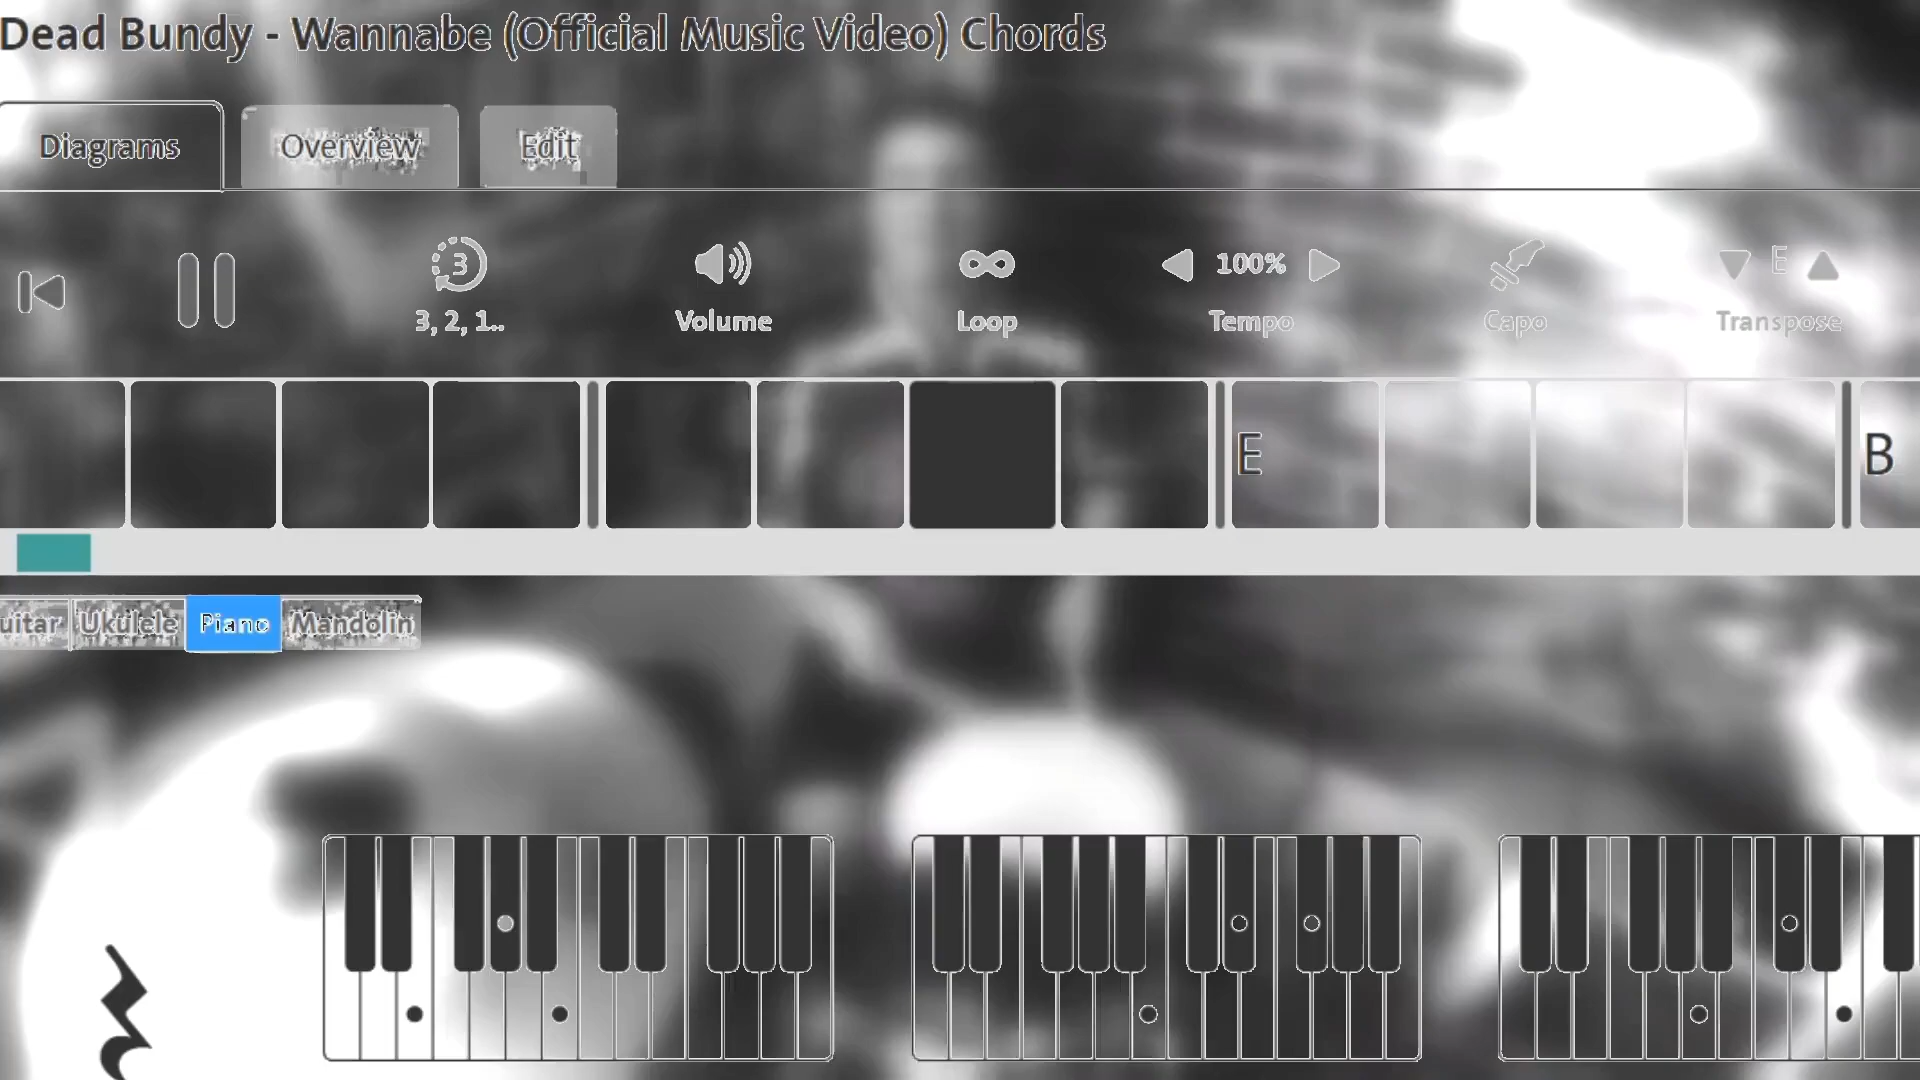 Dead Bundy - Wannabe (Official Music Video) Chords
Diagrams Overview Edit
3 100% E
3, 2, 1.. Volume Loop Tempo Capo Transpose
E B
uitar Ukulele Piano Mandolin